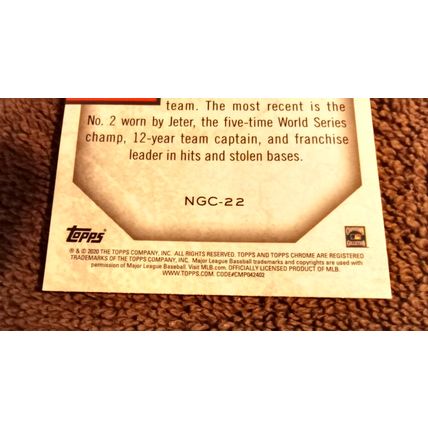 team. The most recent is the
No. 2 worn by Jeter, the five-time World Series
champ, 12-year team captain, and franchise
leader in hits and stolen bases.
NGC-22
Topps
® & © 2020 THE TOPPS COMPANY, INC. ALL RIGHTS RESERVED. TOPPS AND TOPPS CHROME ARE REGISTERED
TRADEMARKS OF THE TOPPS COMPANY, INC. Major League Baseball trademarks and copyrights are used with
permission of Major League Baseball. Visit MLB.com. OFFICIALLY LICENSED PRODUCT OF MLB.
WWW.TOPPS.COM CODE#CMP042402